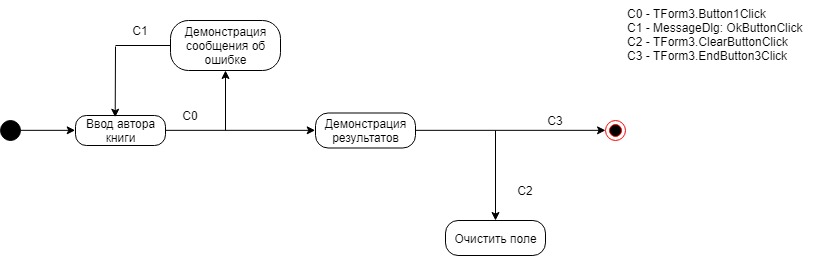 C0 - TForm3.Button1Click
C1 - MessageDlg: OkButtonClick
C2 - TForm3.ClearButtonClick
C3 - TForm3.EndButton3Click
C1
Демонстрация
сообщения об
ошибке
Ввод автора
книги
C0
Демонстрация
результатов
C3
C2
Очистить поле